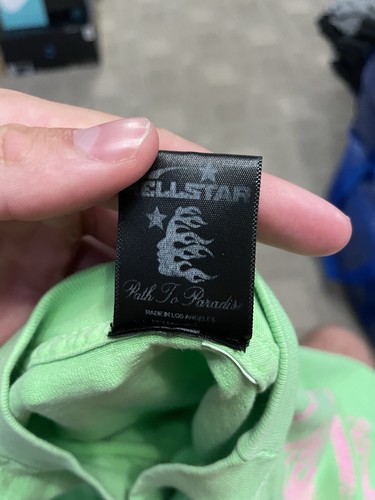 ELLSTAR
Path To Paradise
MADE IN LOS ANGELES